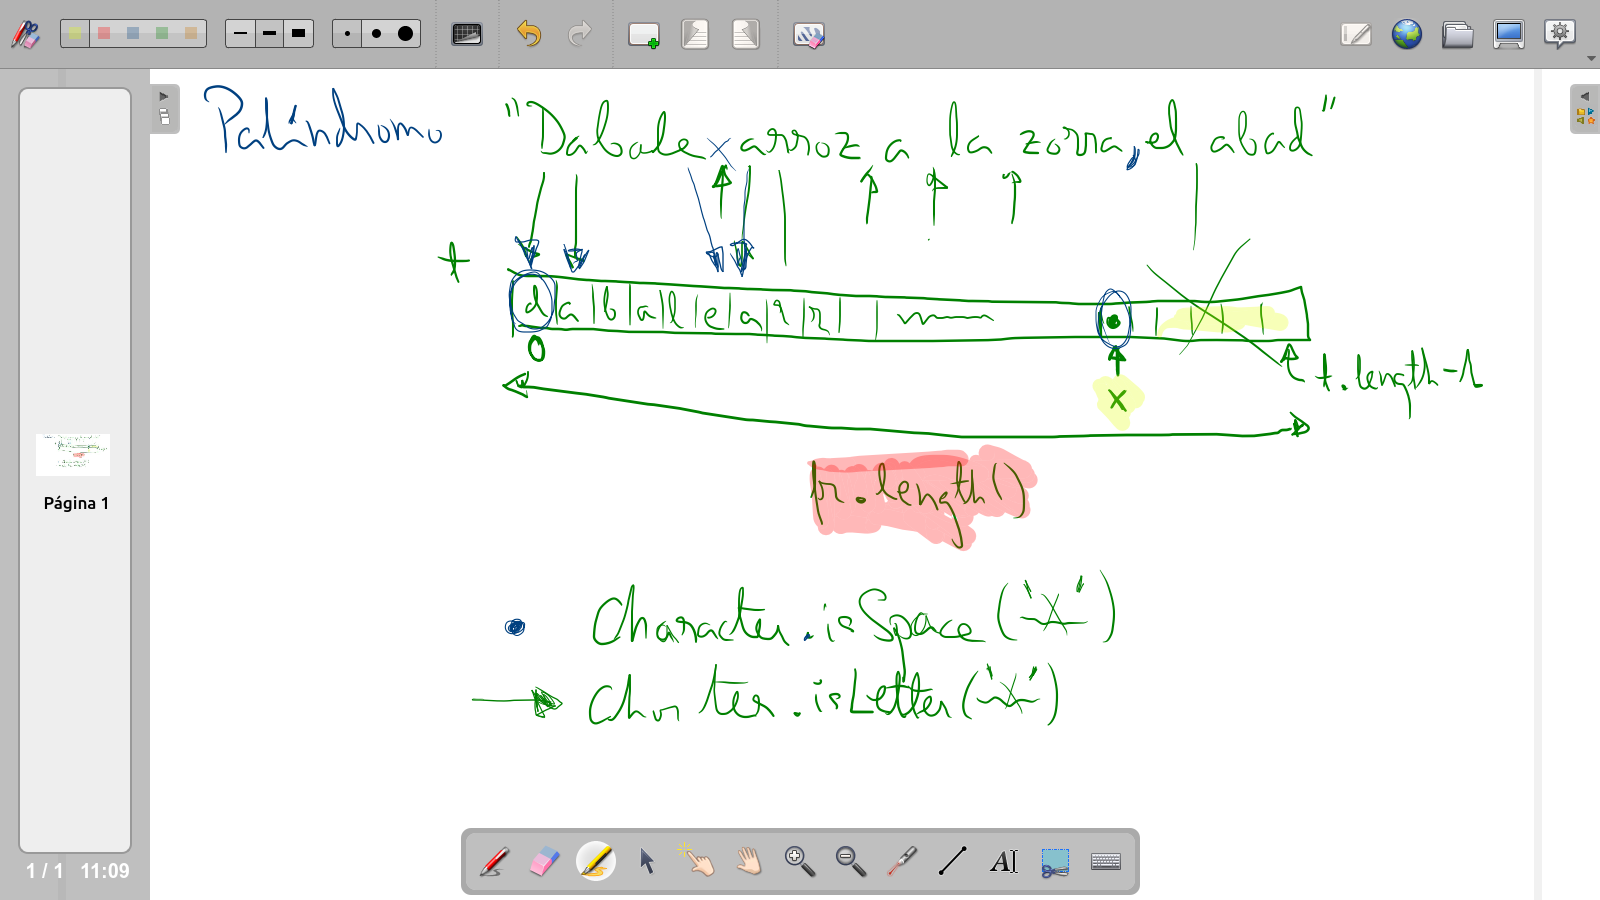 Palíndromo "Dabale arroz a la zorra, el abad"
t
d a b a l e a r r
0
t.length-1
x
fr.length()
Character.isSpace('X')
isLetter('X')
Página 1
1 / 1 11:09
AI